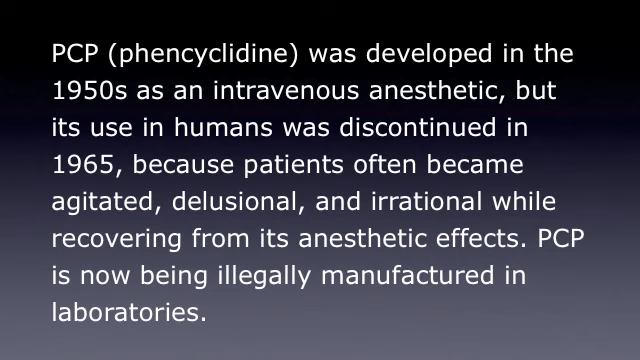 PCP (phencyclidine) was developed in the
1950s as an intravenous anesthetic, but
its use in humans was discontinued in
1965, because patients often became
agitated, delusional, and irrational while
recovering from its anesthetic effects. PCP
is now being illegally manufactured in
laboratories.